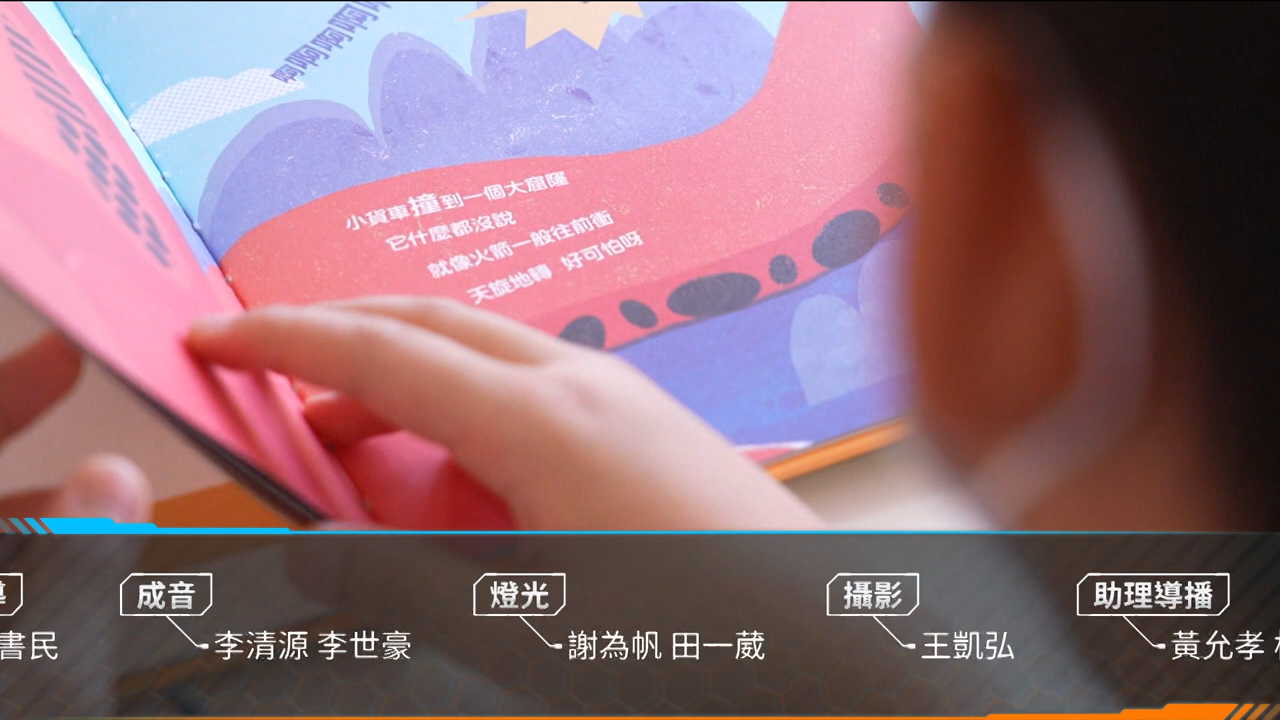 小貨車撞到一個大窟窿
它什麼都沒說
就像火箭一般往前衝
天旋地轉 好可怕呀
成音
燈光
攝影
助理導播
書民
李清源 李世豪
謝為帆 田一葳
王凱弘
黃允孝